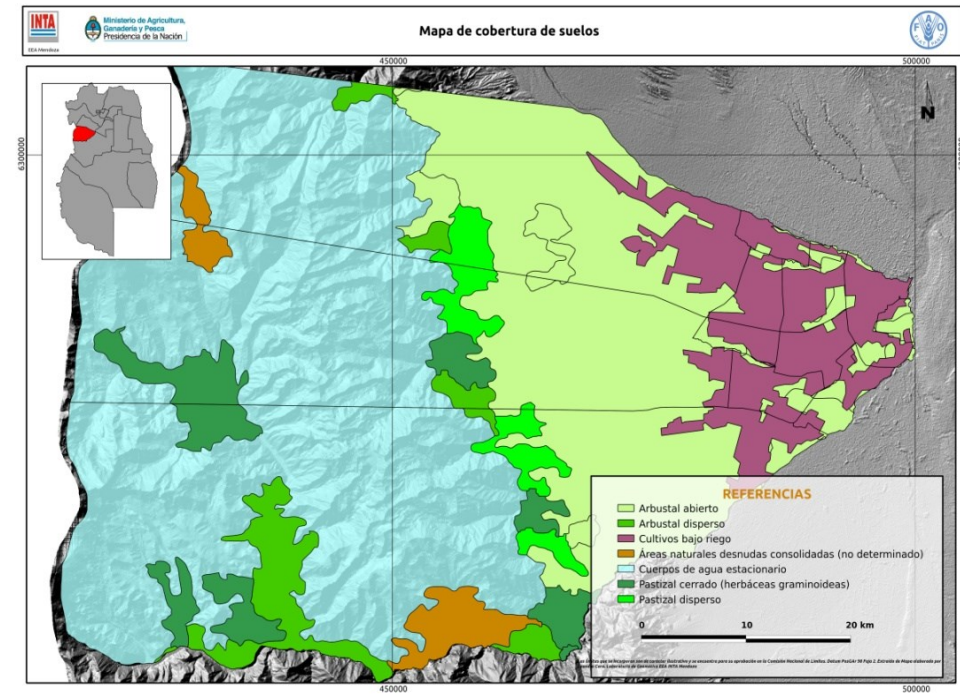 INTA
EEA Mendoza
Ministerio de Agricultura,
Ganadería y Pesca
Presidencia de la Nación
Mapa de cobertura de suelos
F A O
FIAT PANIS
450000
500000
6300000
N
REFERENCIAS
Arbustal abierto
Arbustal disperso
Cultivos bajo riego
Áreas naturales desnudas consolidadas (no determinado)
Cuerpos de agua estacionario
Pastizal cerrado (herbáceas graminoideas)
Pastizal disperso
0 10 20 km
450000
500000